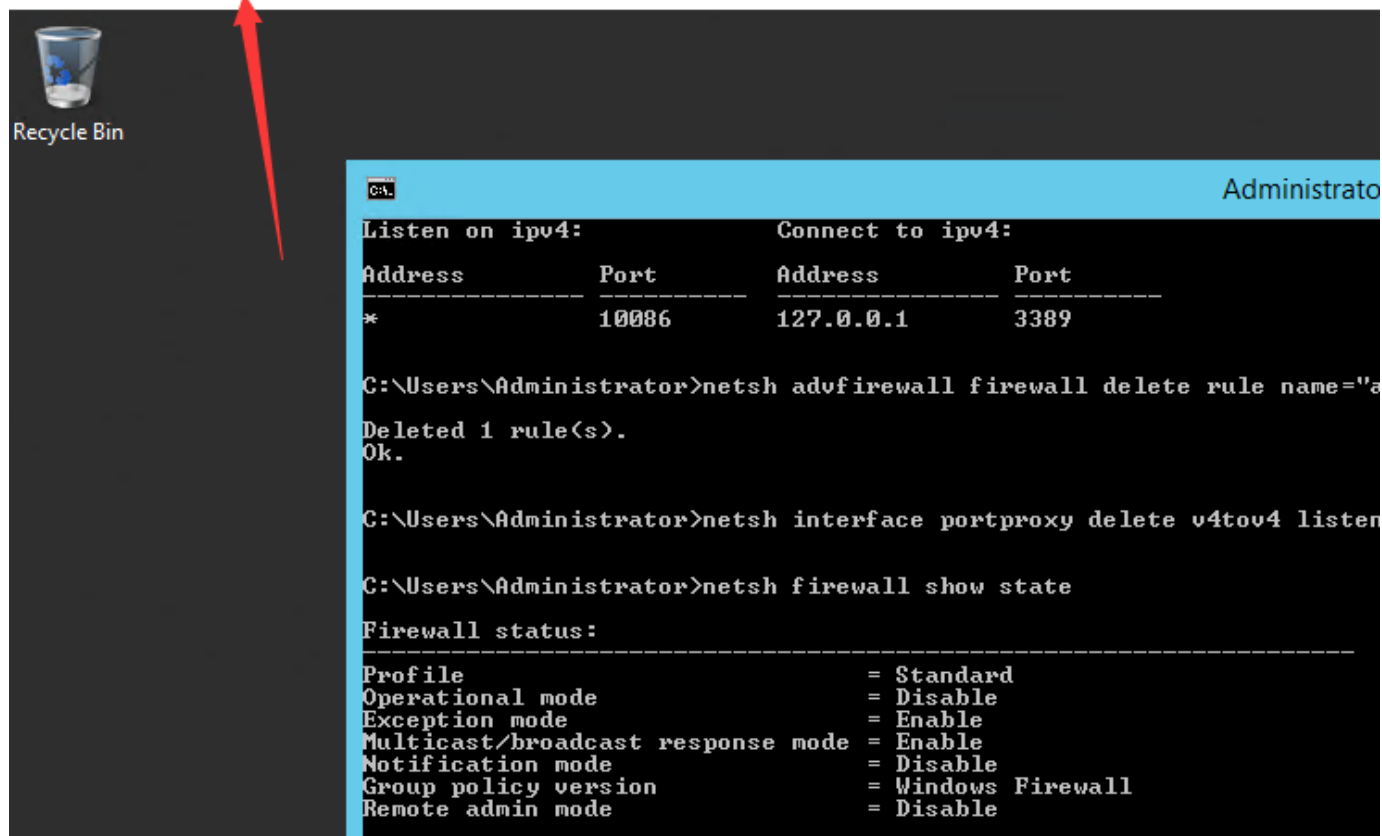 Recycle Bin
Administrato
Listen on ipv4:             Connect to ipv4:
Address         Port        Address         Port
--------------- ----------  --------------- ----------
*               10086       127.0.0.1       3389
C:\Users\Administrator>netsh advfirewall firewall delete rule name="a
Deleted 1 rule(s).
Ok.
C:\Users\Administrator>netsh interface portproxy delete v4tov4 listen
C:\Users\Administrator>netsh firewall show state
Firewall status:
-------------------------------------------------------------------
Profile                           = Standard
Operational mode                  = Disable
Exception mode                    = Enable
Multicast/broadcast response mode = Enable
Notification mode                 = Disable
Group policy version              = Windows Firewall
Remote admin mode                 = Disable